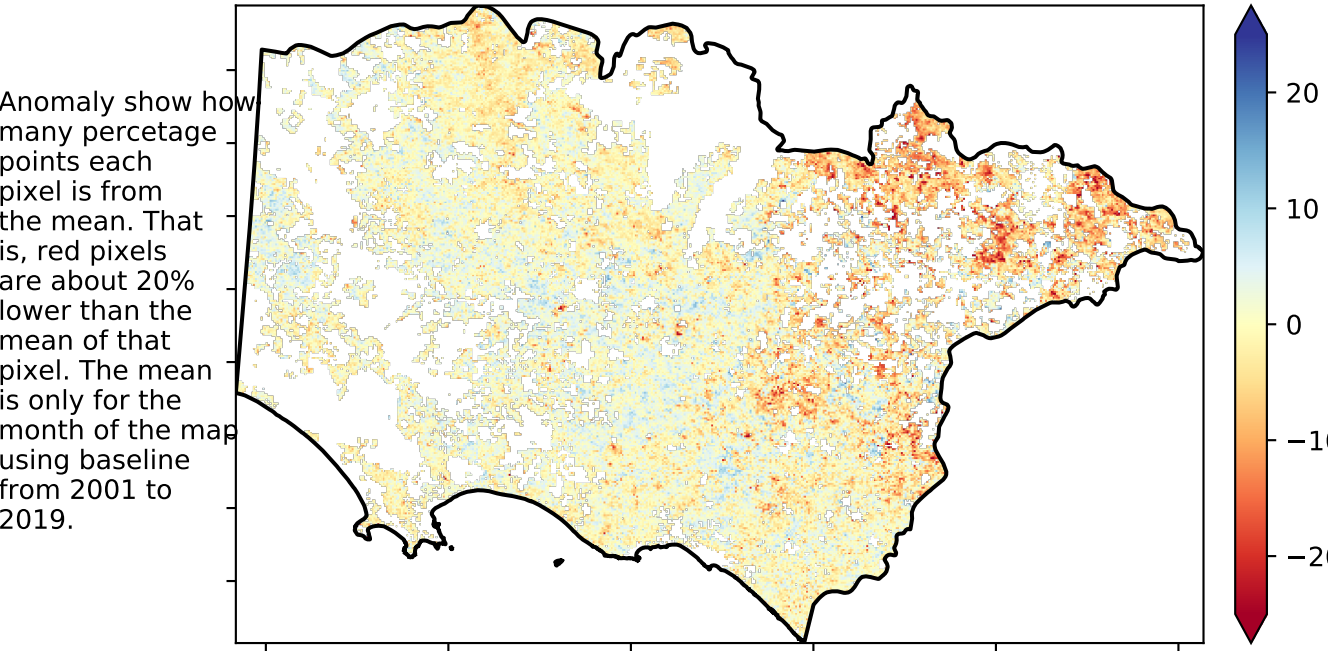 Anomaly show how
many percetage
points each
pixel is from
the mean. That
is, red pixels
are about 20%
lower than the
mean of that
pixel. The mean
is only for the
month of the map
using baseline
from 2001 to
2019.
20
10
0
−10
−20